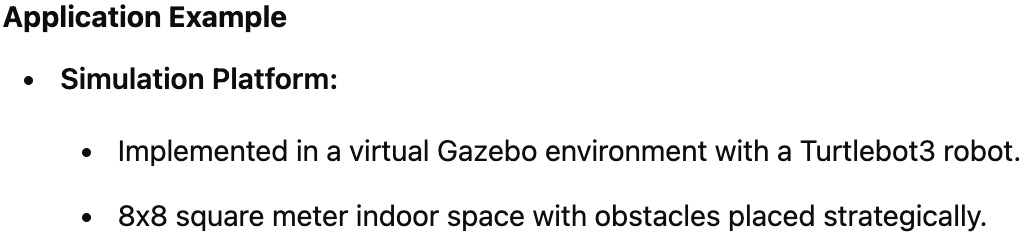 Application Example
• Simulation Platform:
• Implemented in a virtual Gazebo environment with a Turtlebot3 robot.
• 8x8 square meter indoor space with obstacles placed strategically.